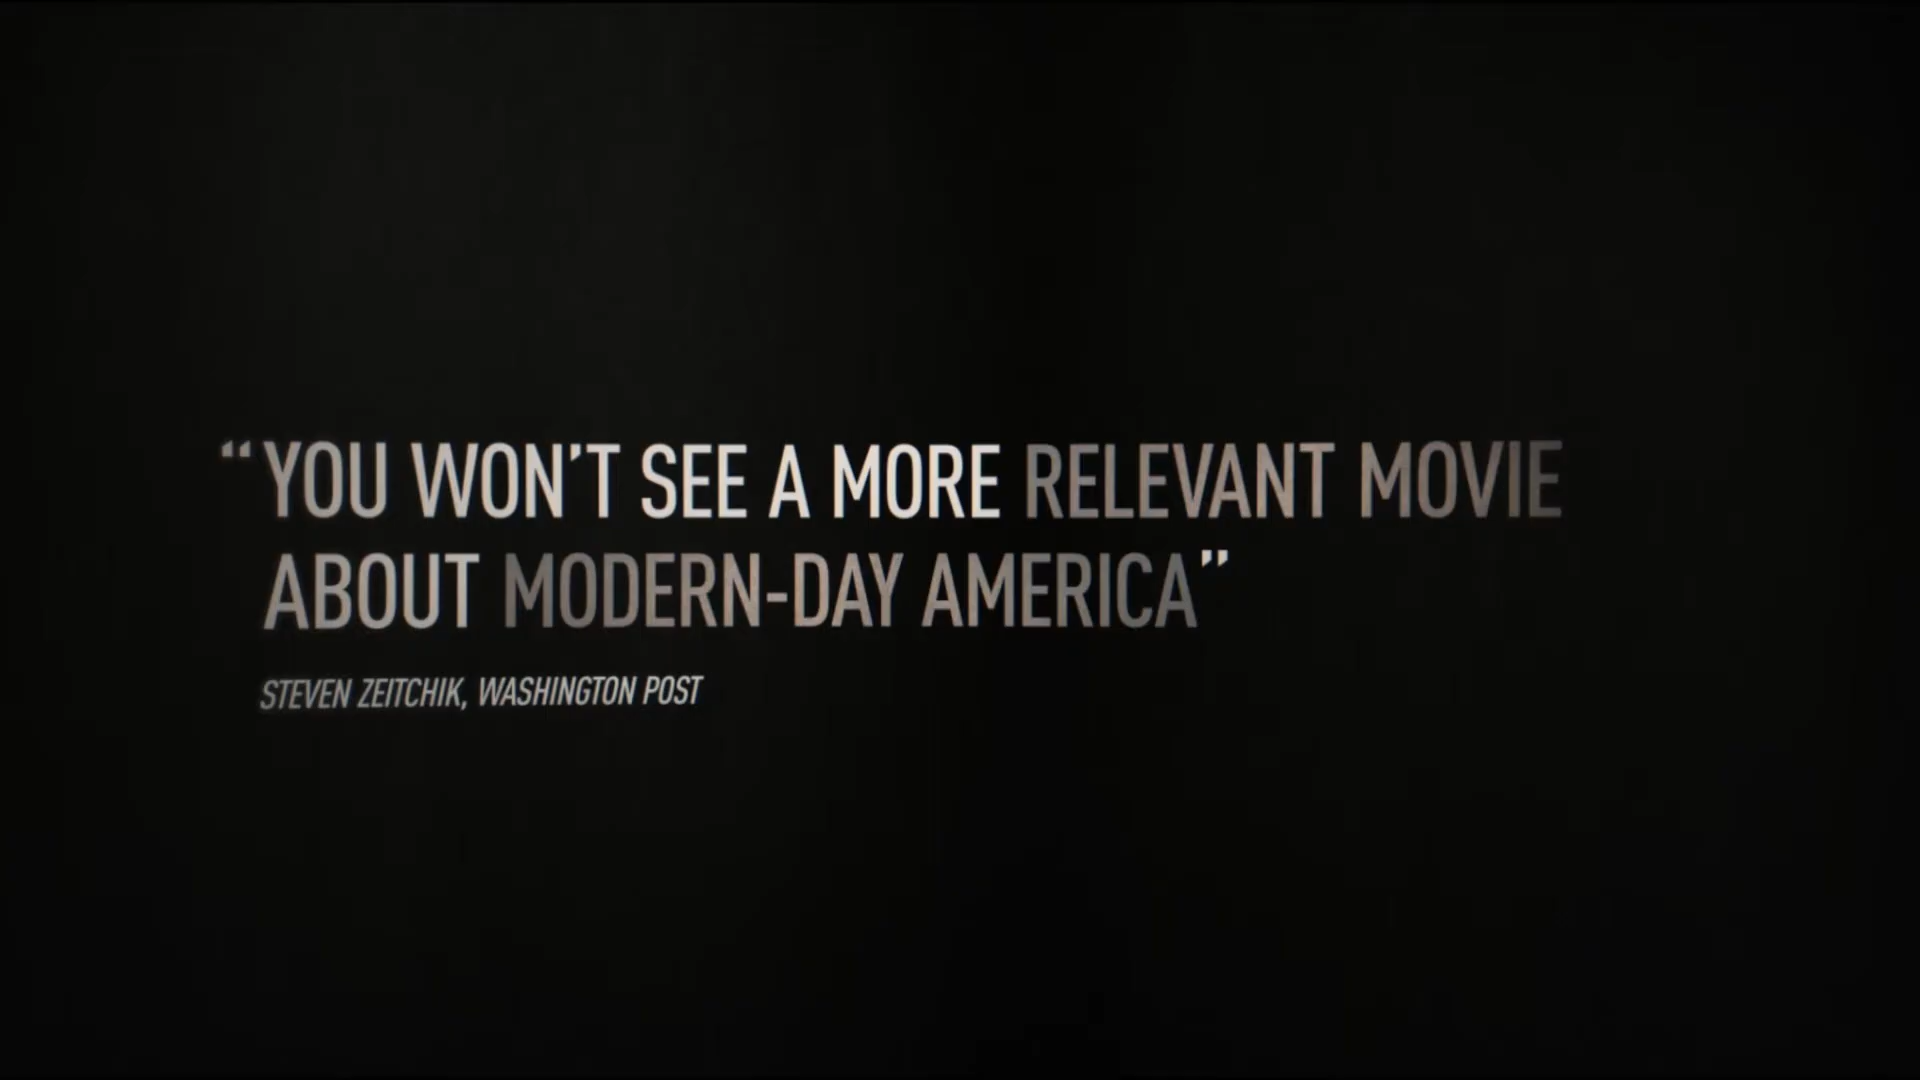 “YOU WON’T SEE A MORE RELEVANT MOVIE
ABOUT MODERN-DAY AMERICA”
STEVEN ZEITCHIK, WASHINGTON POST